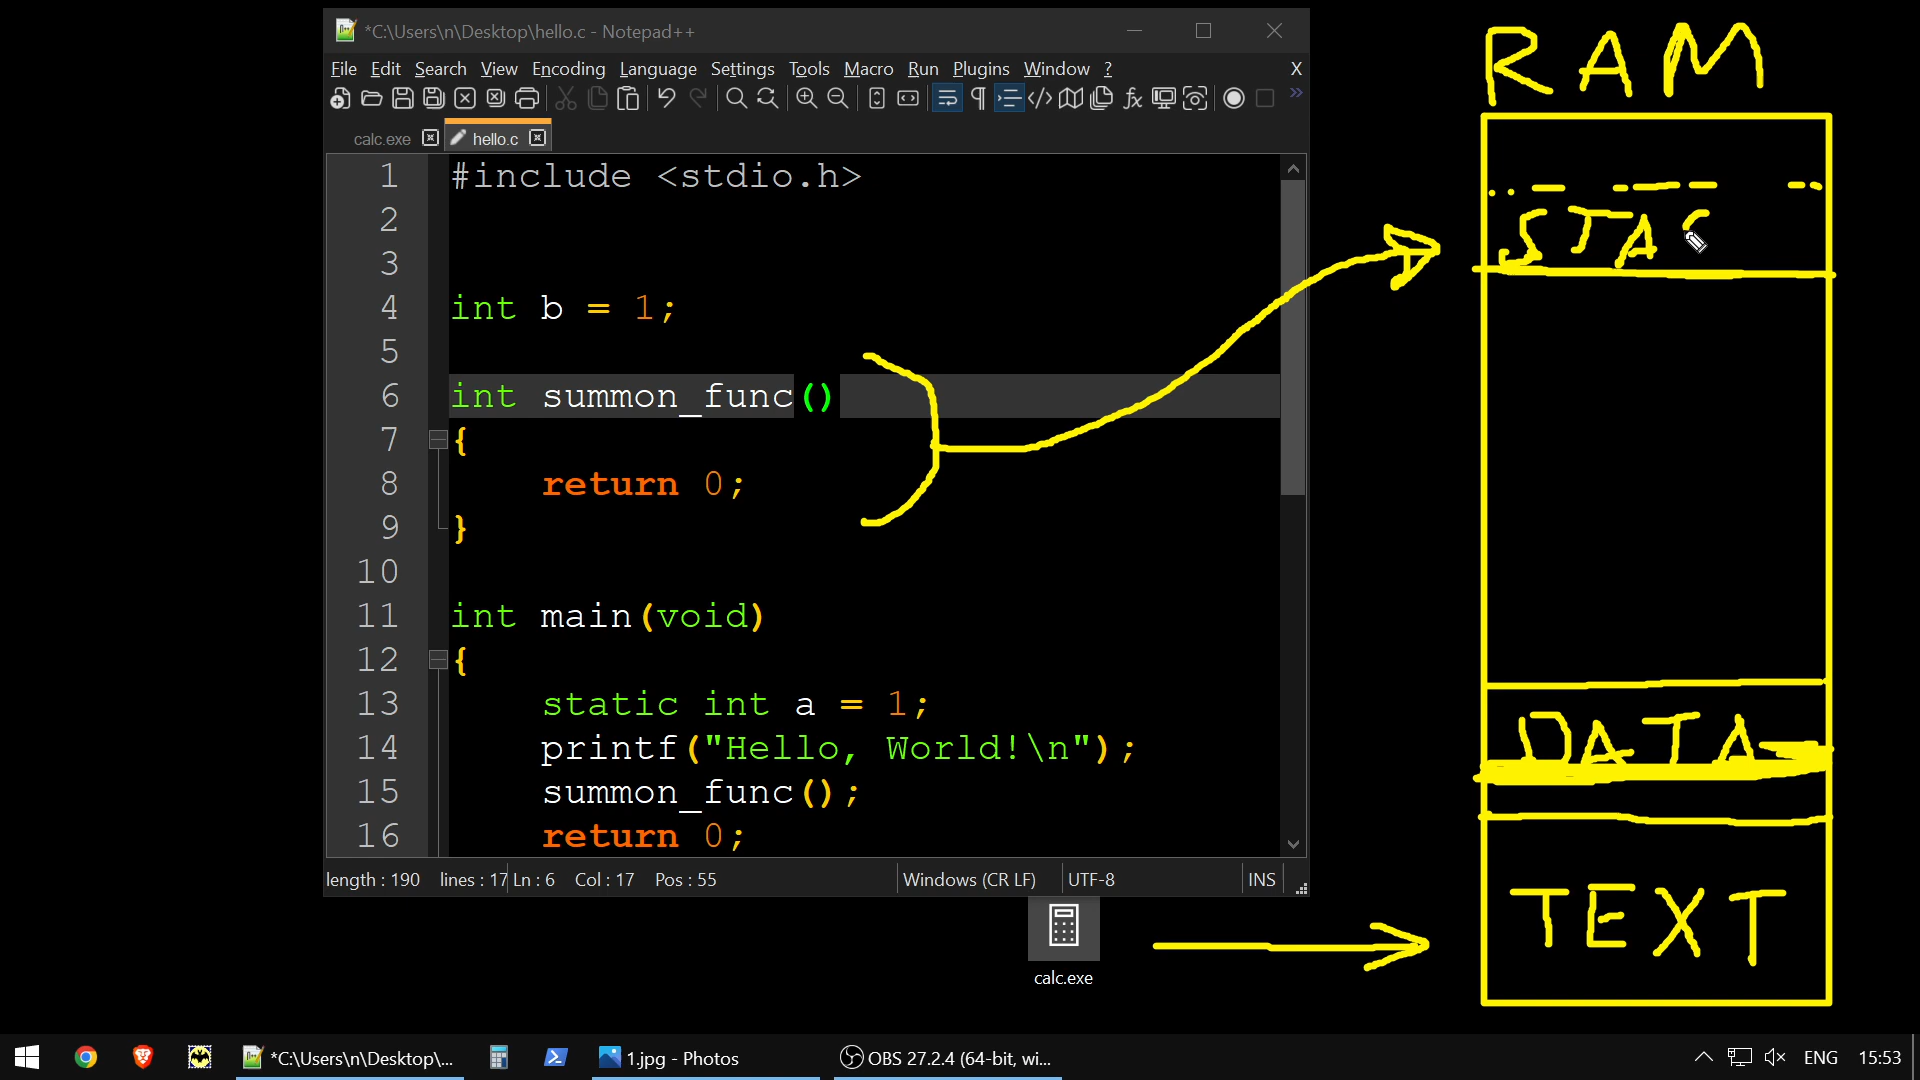 *C:\Users\n\Desktop\hello.c - Notepad++
File Edit Search View Encoding Language Settings Tools Macro Run Plugins Window ? X
calc.exe hello.c
1 #include <stdio.h>
2
3
4 int b = 1;
5
6 int summon_func()
7 {
8 return 0;
9 }
10
11 int main(void)
12 {
13 static int a = 1;
14 printf("Hello, World!\n");
15 summon_func();
16 return 0;
length : 190 lines : 17 Ln : 6 Col : 17 Pos : 55 Windows (CR LF) UTF-8 INS
calc.exe
RAM
STAC
DATA
TEXT
*C:\Users\n\Desktop\... 1.jpg - Photos OBS 27.2.4 (64-bit, wi... ENG 15:53